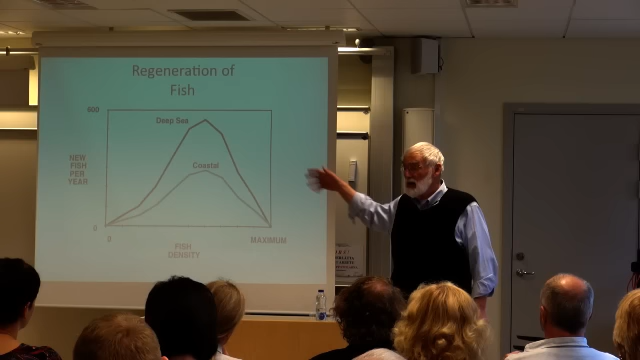 Regeneration of
Fish
600
Deep Sea
Coastal
NEW
FISH
PER
YEAR
0
0
FISH
DENSITY
MAXIMUM